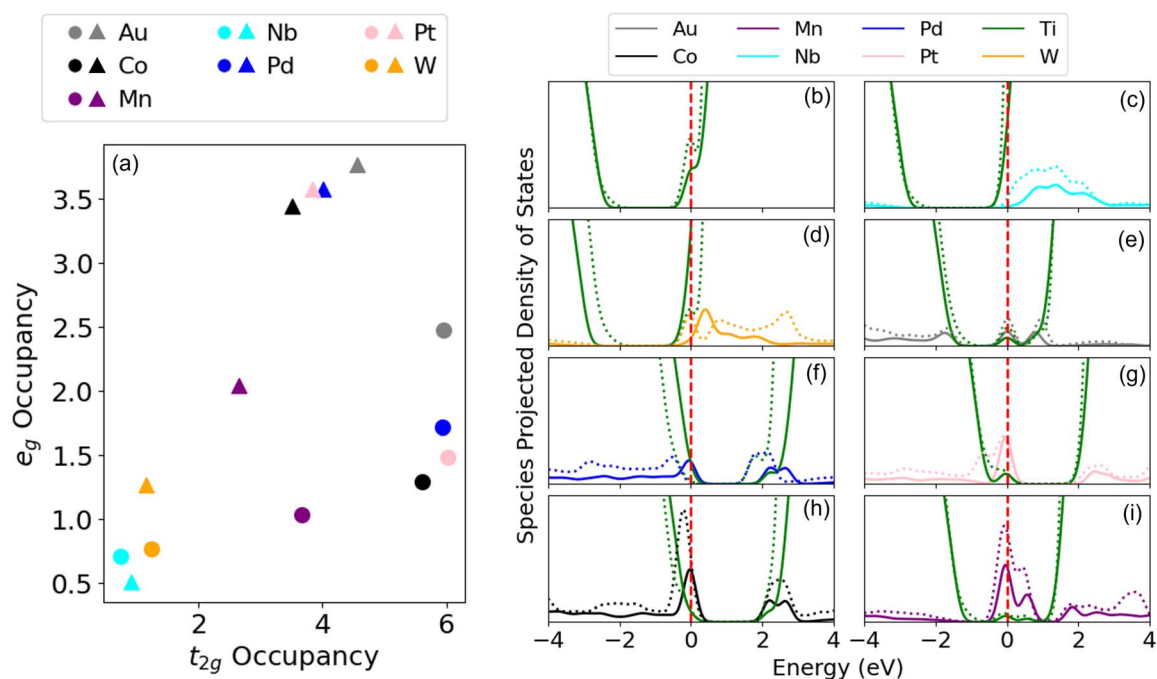 Au Nb Pt
Co Pd W
Mn
(a)
3.5
3.0
2.5
2.0
1.5
1.0
0.5
e_g Occupancy
2 4 6
t_{2g} Occupancy
Au Mn Pd Ti
Co Nb Pt W
Species Projected Density of States
(b) (c)
(d) (e)
(f) (g)
(h) (i)
−4 −2 0 2 4
−4 −2 0 2 4
Energy (eV)